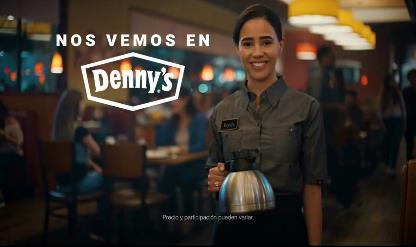 NOS VEMOS EN
Denny's
Precio y participación pueden variar.